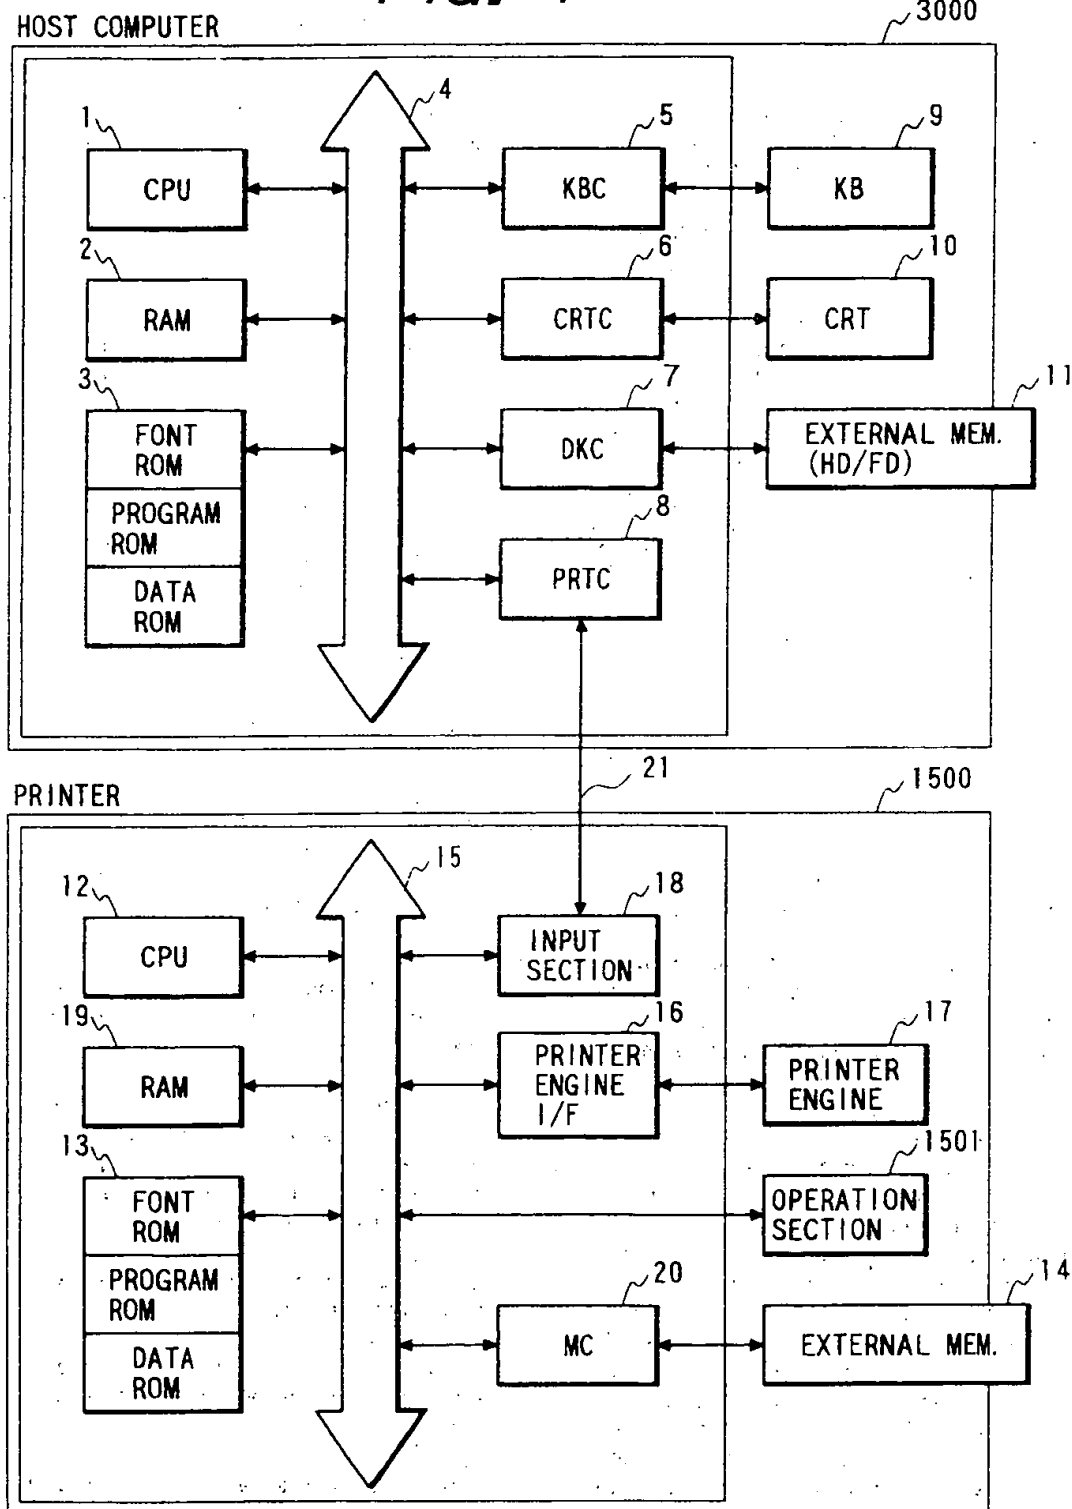 HOST COMPUTER
3000
4
1
CPU
5
KBC
9
KB
2
RAM
6
CRTC
10
CRT
3
FONT
ROM
PROGRAM
ROM
DATA
ROM
7
DKC
11
EXTERNAL MEM.
(HD/FD)
8
PRTC
21
PRINTER
1500
15
12
CPU
18
INPUT
SECTION
19
RAM
16
PRINTER
ENGINE
I/F
17
PRINTER
ENGINE
13
FONT
ROM
PROGRAM
ROM
DATA
ROM
1501
OPERATION
SECTION
20
MC
14
EXTERNAL MEM.